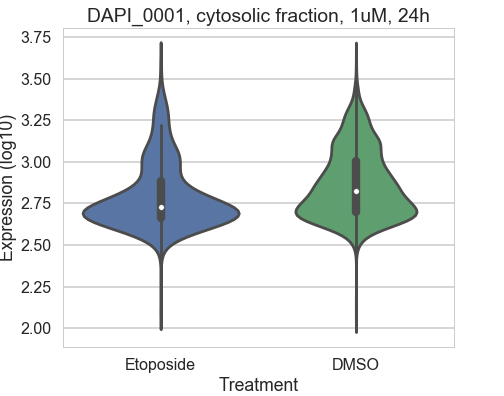 DAPI_0001, cytosolic fraction, 1uM, 24h
Expression (log10)
3.75
3.50
3.25
3.00
2.75
2.50
2.25
2.00
Etoposide
DMSO
Treatment